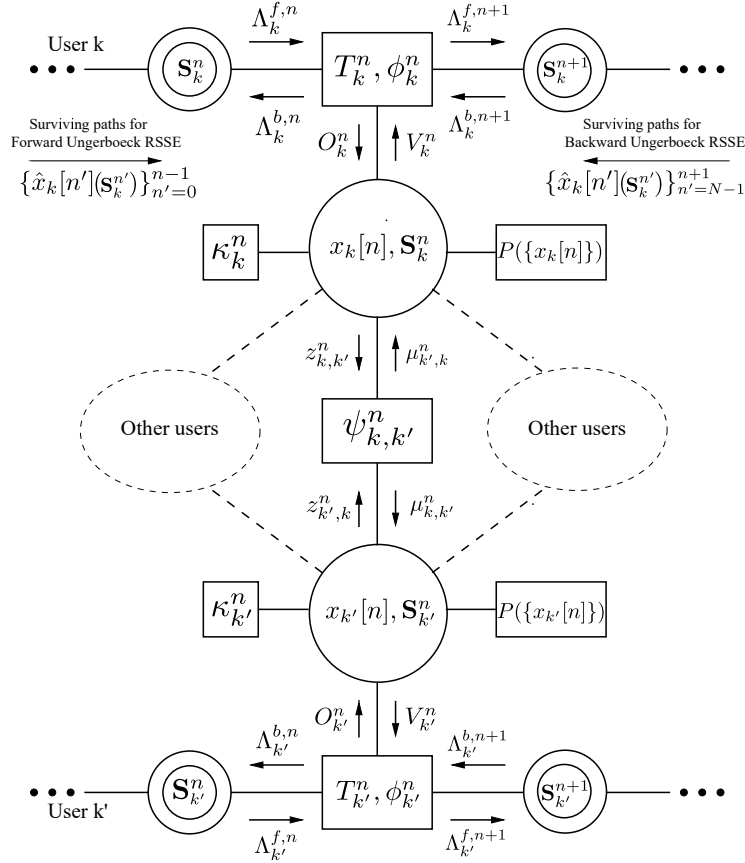 User k
Λ_k^{f,n}
Λ_k^{f,n+1}
S_k^n
T_k^n, ϕ_k^n
S_k^{n+1}
Λ_k^{b,n}
Λ_k^{b,n+1}
Surviving paths for
Forward Ungerboeck RSSE
{x̂_k[n'](S_k^{n'})}_{n'=0}^{n-1}
O_k^n
V_k^n
Surviving paths for
Backward Ungerboeck RSSE
{x̂_k[n'](S_k^{n'})}_{n'=N-1}^{n+1}
κ_k^n
x_k[n], S_k^n
P({x_k[n]})
z_{k,k'}^n
μ_{k',k}^n
Other users
ψ_{k,k'}^n
Other users
z_{k',k}^n
μ_{k,k'}^n
κ_{k'}^n
x_{k'}[n], S_{k'}^n
P({x_{k'}[n]})
O_{k'}^n
V_{k'}^n
Λ_{k'}^{b,n}
Λ_{k'}^{b,n+1}
S_{k'}^n
T_{k'}^n, ϕ_{k'}^n
S_{k'}^{n+1}
User k'
Λ_{k'}^{f,n}
Λ_{k'}^{f,n+1}